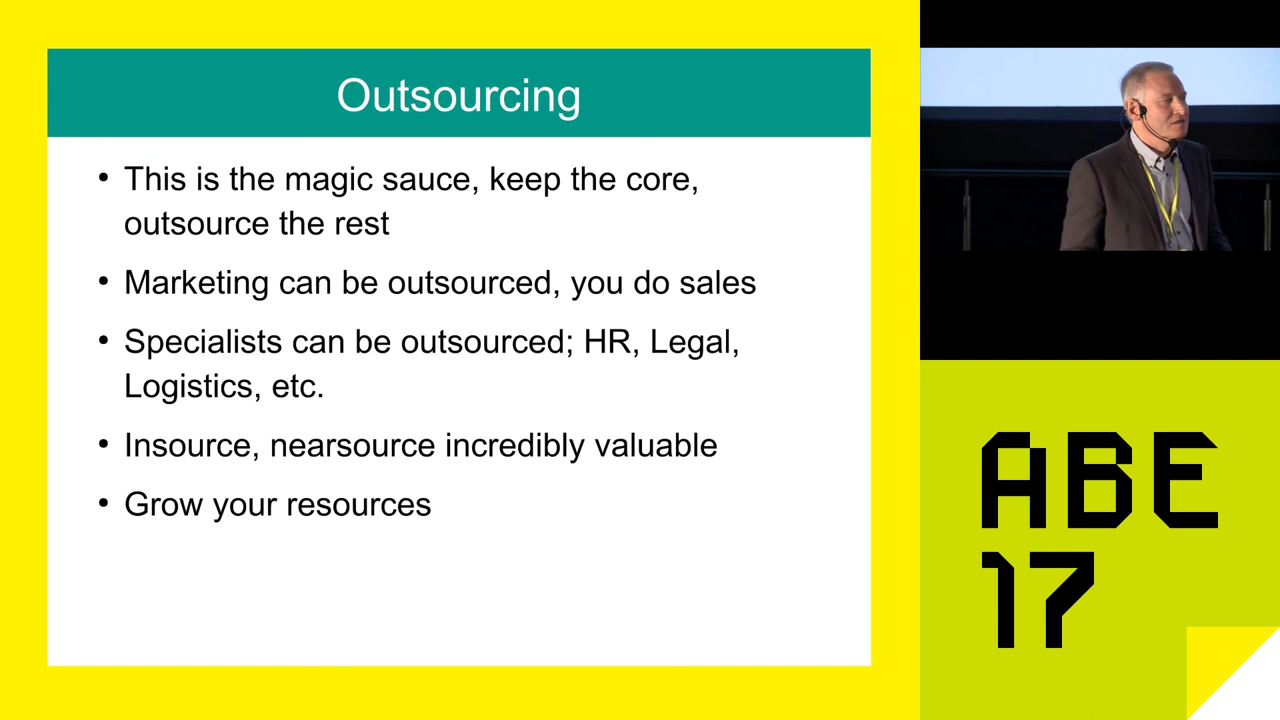 Outsourcing
• This is the magic sauce, keep the core,
outsource the rest
• Marketing can be outsourced, you do sales
• Specialists can be outsourced; HR, Legal,
Logistics, etc.
• Insource, nearsource incredibly valuable
• Grow your resources
ABE
17